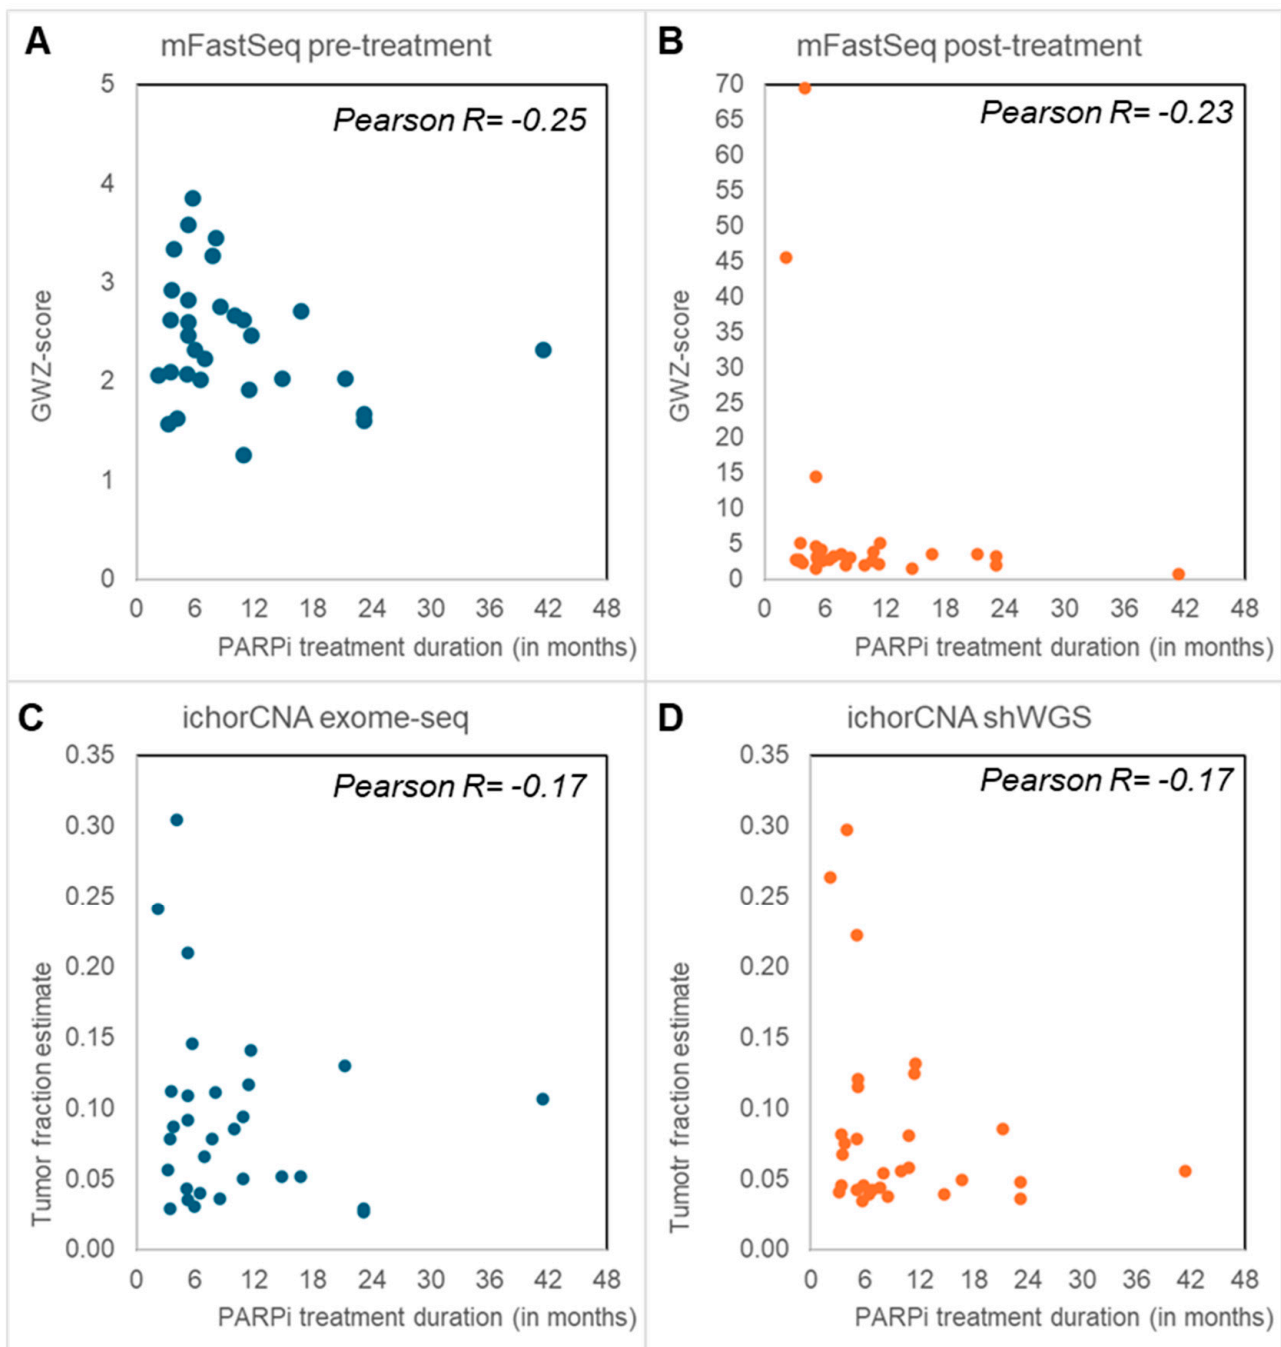 A
mFastSeq pre-treatment
Pearson R= -0.25
GWZ-score
5
4
3
2
1
0
0 6 12 18 24 30 36 42 48
PARPi treatment duration (in months)
B
mFastSeq post-treatment
Pearson R= -0.23
GWZ-score
70
65
60
55
50
45
40
35
30
25
20
15
10
5
0
0 6 12 18 24 30 36 42 48
PARPi treatment duration (in months)
C
ichorCNA exome-seq
Pearson R= -0.17
Tumor fraction estimate
0.35
0.30
0.25
0.20
0.15
0.10
0.05
0.00
0 6 12 18 24 30 36 42 48
PARPi treatment duration (in months)
D
ichorCNA shWGS
Pearson R= -0.17
Tumotr fraction estimate
0.35
0.30
0.25
0.20
0.15
0.10
0.05
0.00
0 6 12 18 24 30 36 42 48
PARPi treatment duration (in months)